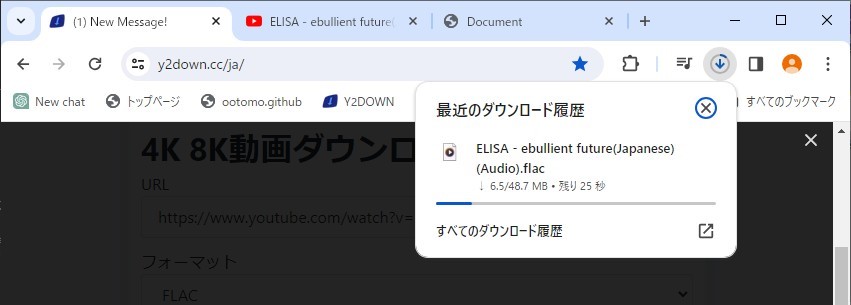 (1) New Message!
ELISA - ebullient future(
Document
y2down.cc/ja/
New chat
トップページ
ootomo.github
Y2DOWN
すべてのブックマーク
最近のダウンロード履歴
ELISA - ebullient future(Japanese)
(Audio).flac
↓ 6.5/48.7 MB • 残り 25 秒
すべてのダウンロード履歴
4K 8K動画ダウンロ
URL
https://www.youtube.com/watch?v=
フォーマット
FLAC